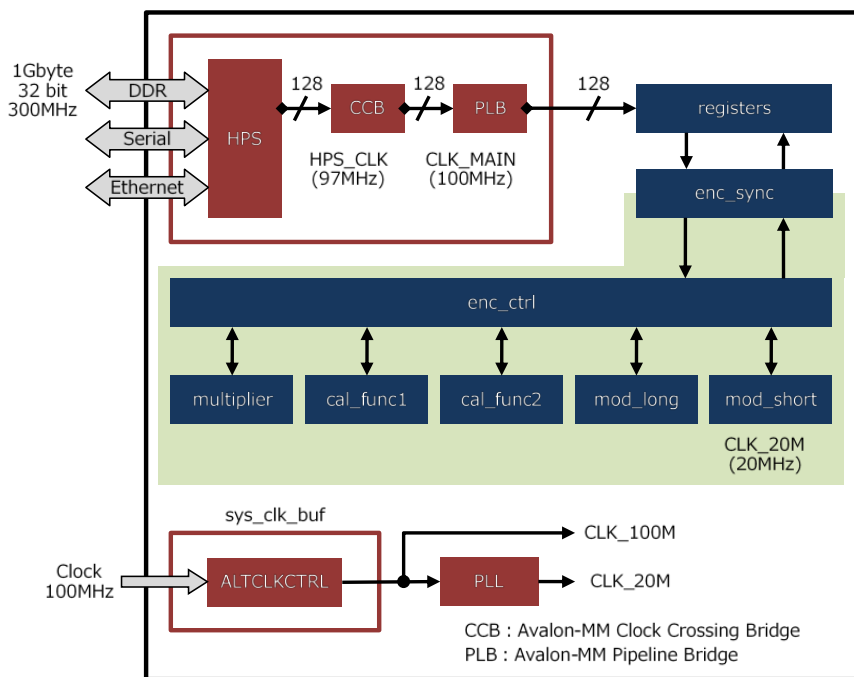 1Gbyte
32 bit
300MHz
DDR
Serial
Ethernet
HPS
128
CCB
128
PLB
128
registers
HPS_CLK
(97MHz)
CLK_MAIN
(100MHz)
enc_sync
enc_ctrl
multiplier
cal_func1
cal_func2
mod_long
mod_short
CLK_20M
(20MHz)
sys_clk_buf
Clock
100MHz
ALTCLKCTRL
PLL
CLK_100M
CLK_20M
CCB : Avalon-MM Clock Crossing Bridge
PLB : Avalon-MM Pipeline Bridge